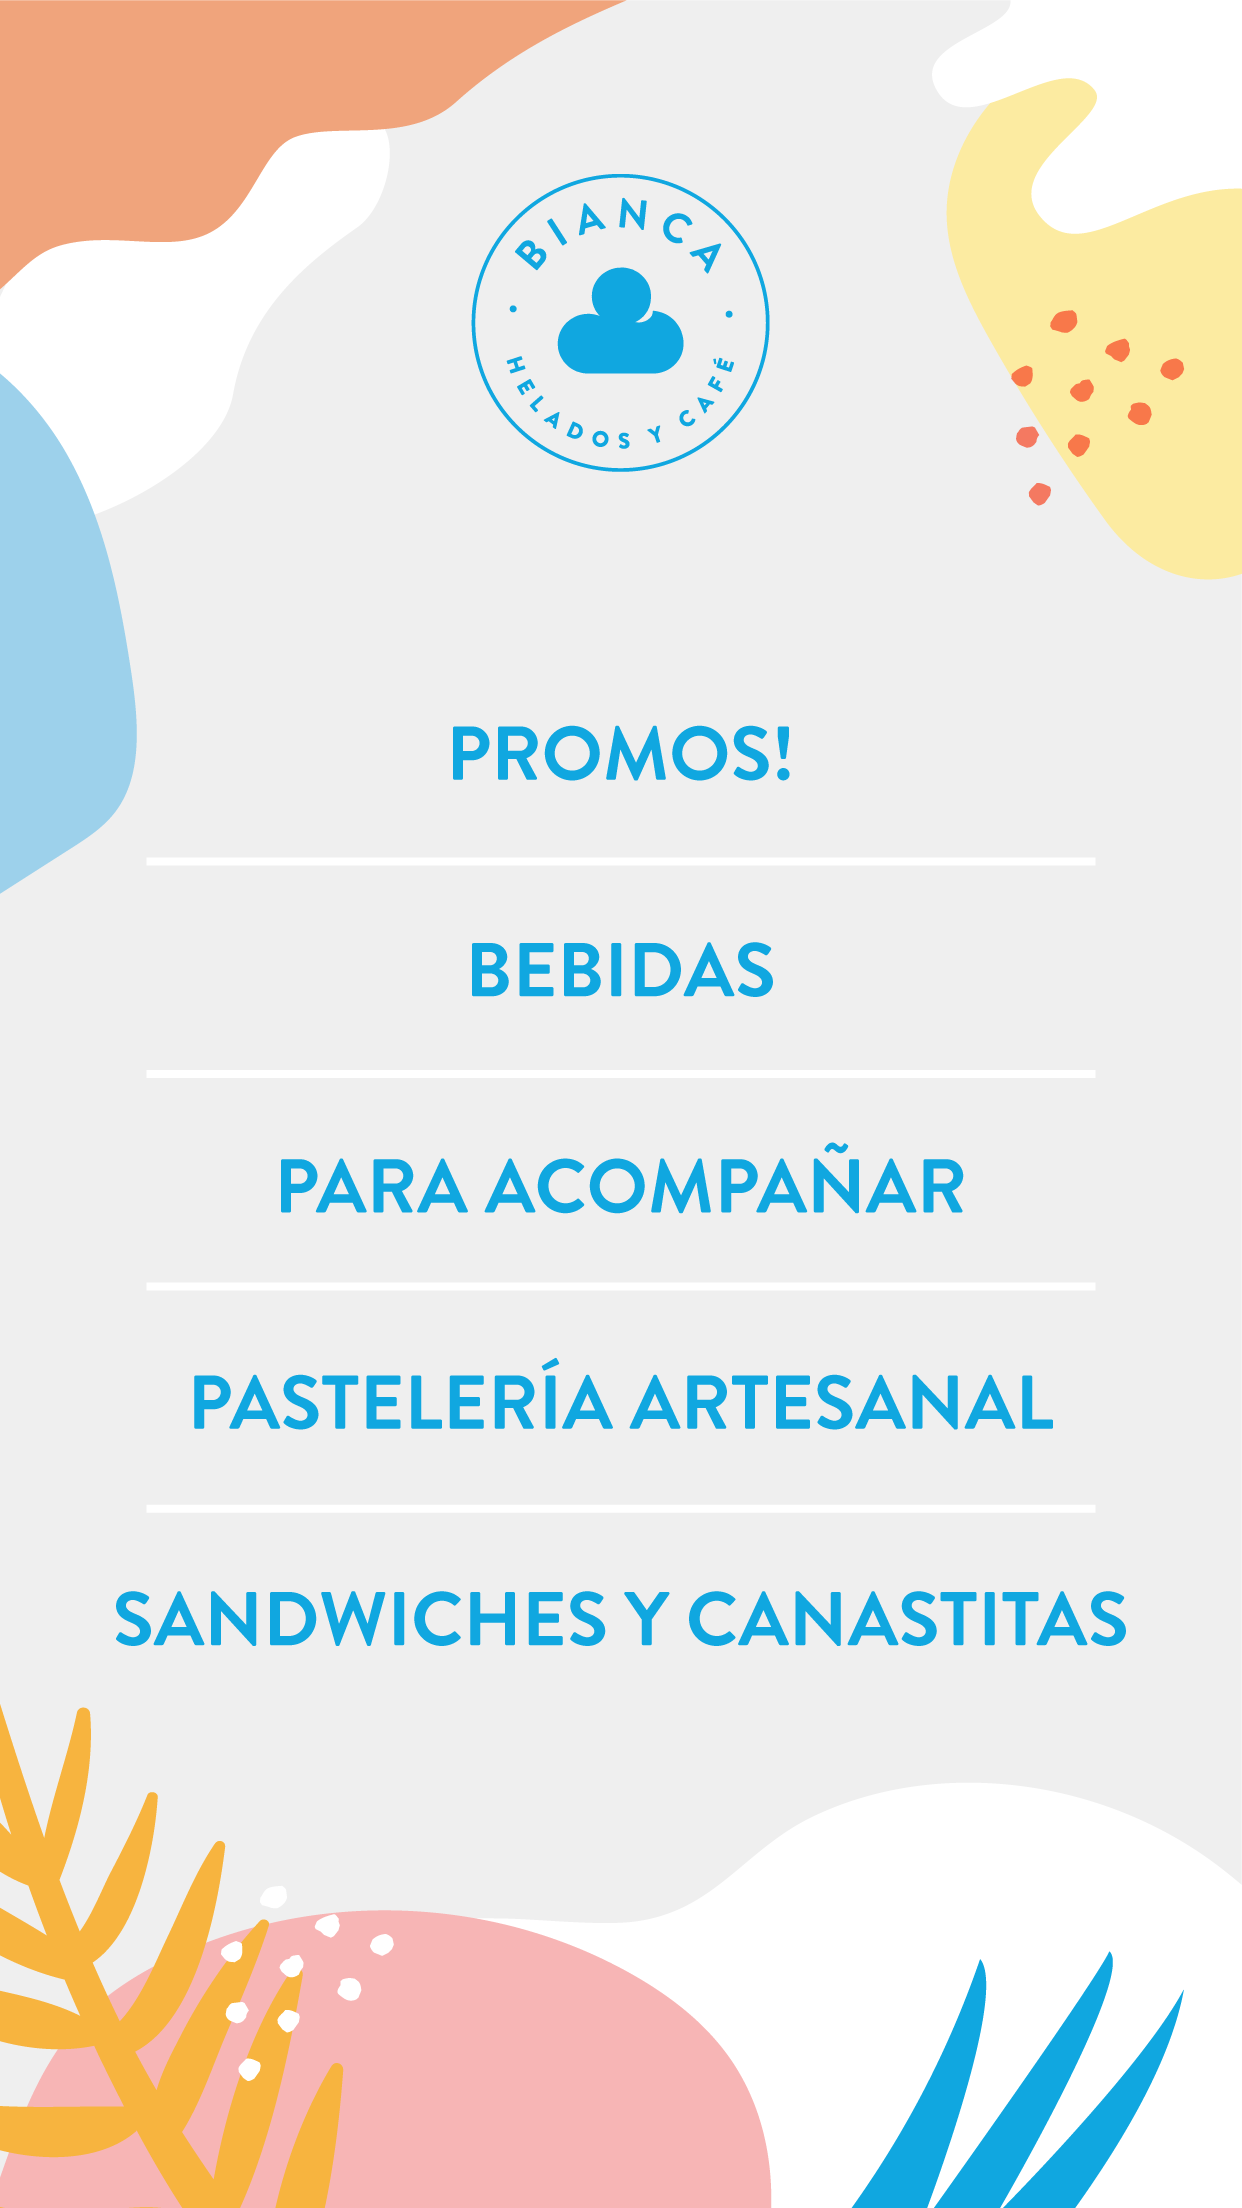 BIANCA
HELADOS Y CAFÉ
PROMOS!
BEBIDAS
PARA ACOMPAÑAR
PASTELERÍA ARTESANAL
SANDWICHES Y CANASTITAS